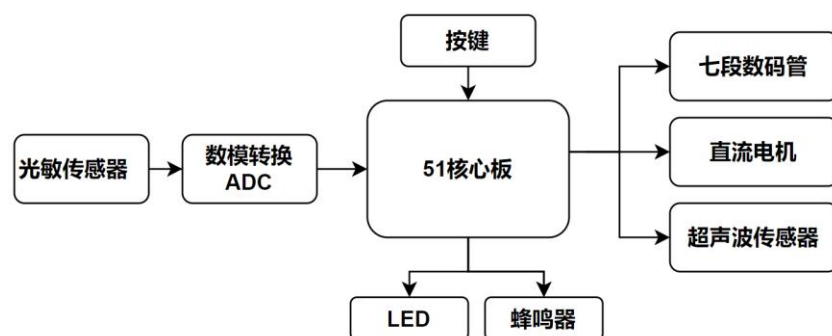 按键
七段数码管
光敏传感器
数模转换
ADC
51核心板
直流电机
超声波传感器
LED
蜂鸣器